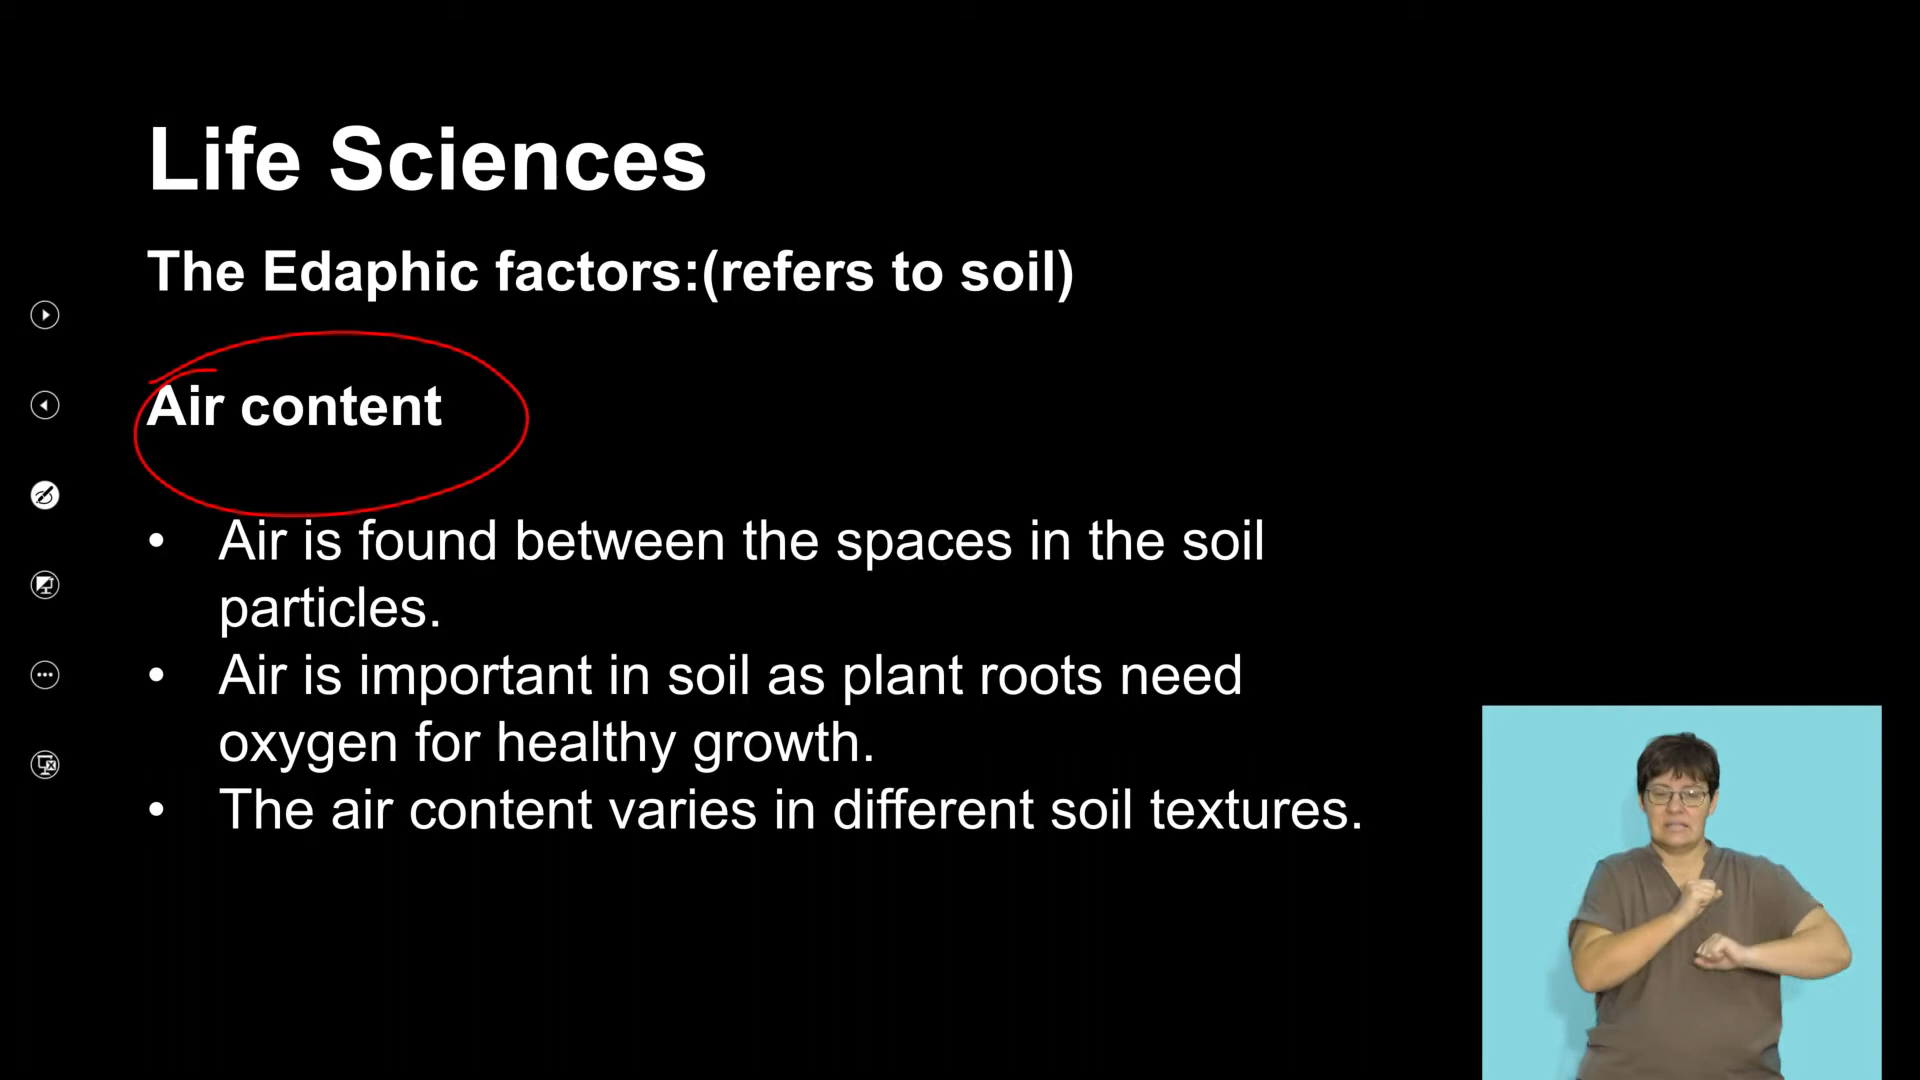 Life Sciences
The Edaphic factors:(refers to soil)
Air content
• Air is found between the spaces in the soil
particles.
• Air is important in soil as plant roots need
oxygen for healthy growth.
• The air content varies in different soil textures.